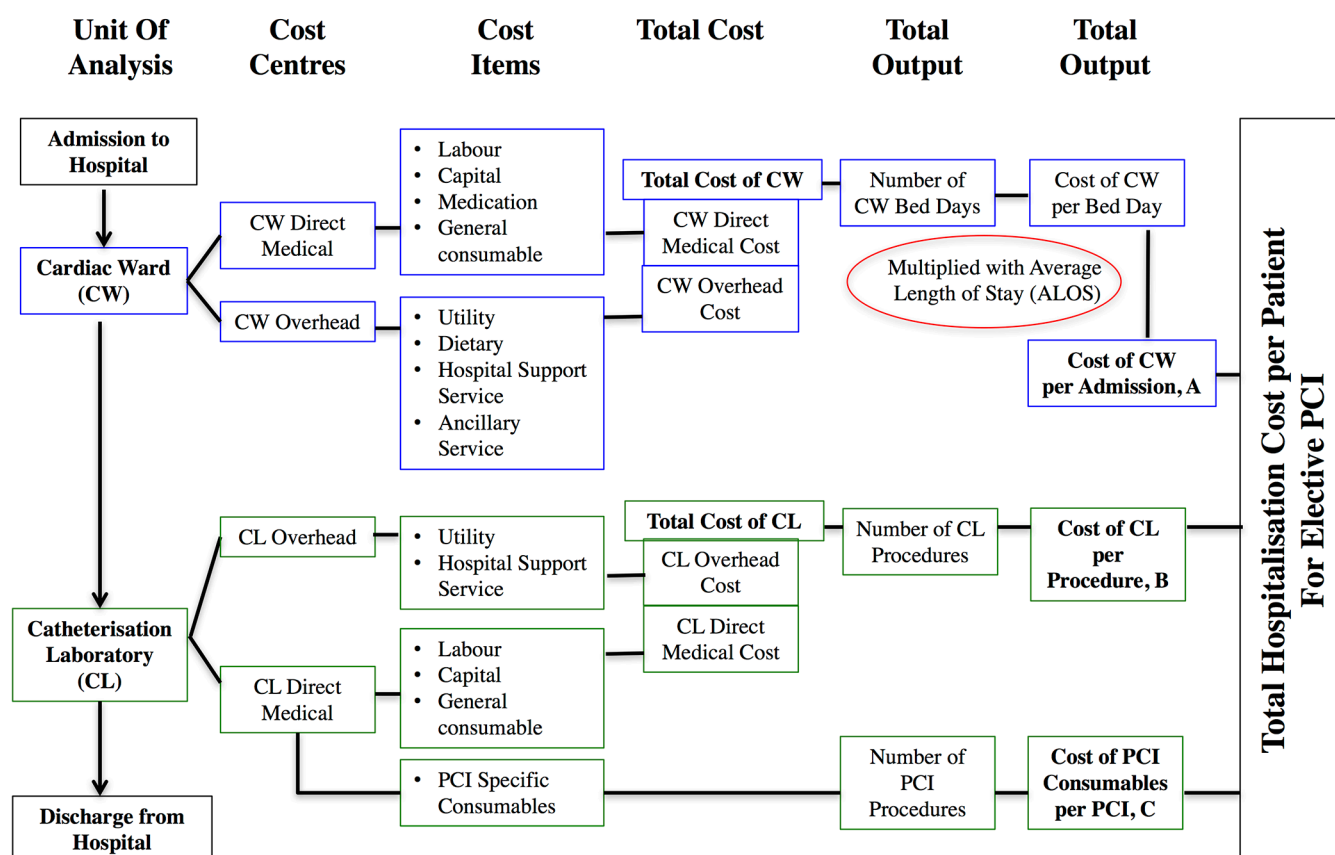 Unit Of
Analysis
Cost
Centres
Cost
Items
Total Cost
Total
Output
Total
Output
Admission to
Hospital
Cardiac Ward
(CW)
CW Direct
Medical
CW Overhead
• Labour
• Capital
• Medication
• General
consumable
• Utility
• Dietary
• Hospital Support
Service
• Ancillary
Service
Total Cost of CW
CW Direct
Medical Cost
CW Overhead
Cost
Number of
CW Bed Days
Cost of CW
per Bed Day
Multiplied with Average
Length of Stay (ALOS)
Cost of CW
per Admission, A
Catheterisation
Laboratory
(CL)
CL Overhead
CL Direct
Medical
• Utility
• Hospital Support
Service
• Labour
• Capital
• General
consumable
• PCI Specific
Consumables
Total Cost of CL
CL Overhead
Cost
CL Direct
Medical Cost
Number of CL
Procedures
Cost of CL
per
Procedure, B
Number of
PCI
Procedures
Cost of PCI
Consumables
per PCI, C
Discharge from
Hospital
Total Hospitalisation Cost per Patient
For Elective PCI